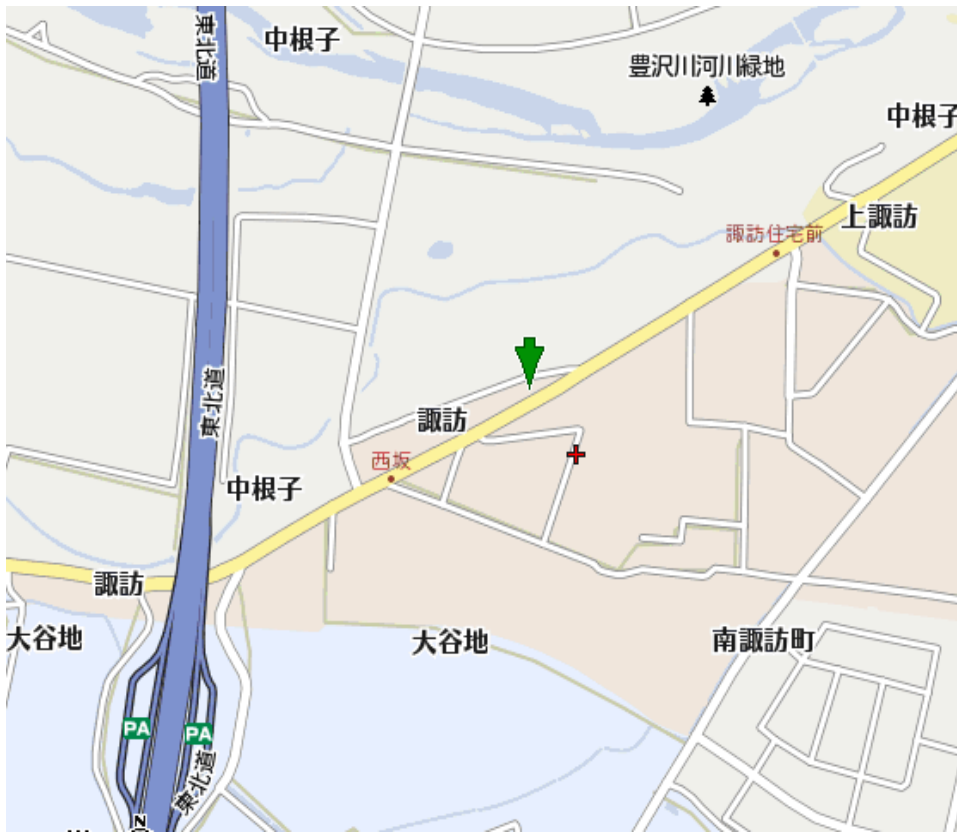 東北道
中根子
豊沢川河川緑地
中根子
上諏訪
諏訪住宅前
東北道
諏訪
西坂
中根子
諏訪
大谷地
大谷地
南諏訪町
PA
PA
東北道